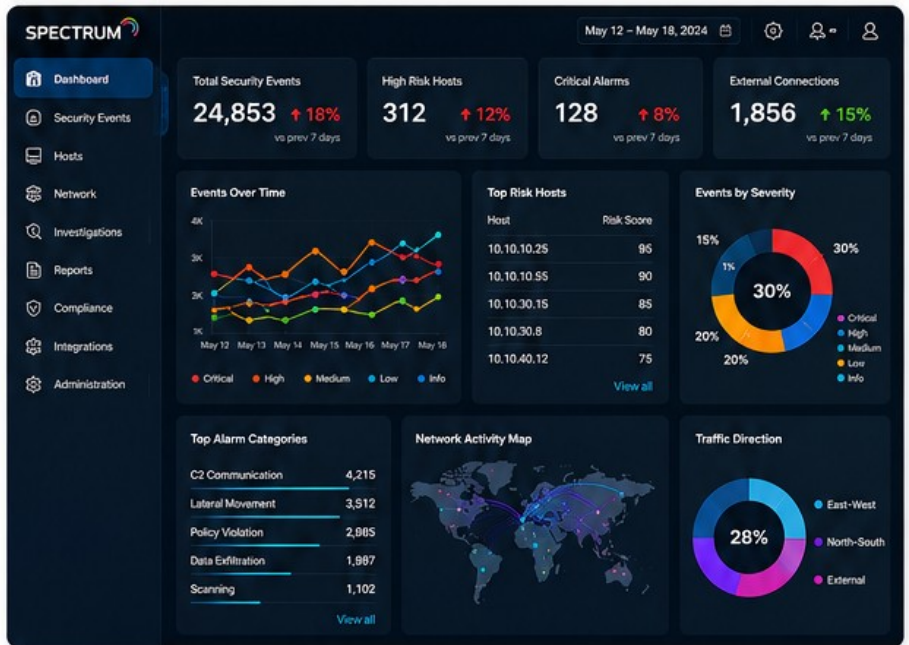 SPECTRUM
May 12 – May 18, 2024
Dashboard
Security Events
Hosts
Network
Investigations
Reports
Compliance
Integrations
Administration
Total Security Events
24,853 ↑ 18%
vs prev 7 days
High Risk Hosts
312 ↑ 12%
vs prev 7 days
Critical Alarms
128 ↑ 8%
vs prev 7 days
External Connections
1,856 ↑ 15%
vs prev 7 days
Events Over Time
4K
3K
2K
1K
May 12 May 13 May 14 May 15 May 16 May 17 May 18
Critical High Medium Low Info
Top Risk Hosts
Host Risk Score
10.10.10.25 95
10.10.10.55 90
10.10.30.15 85
10.10.30.8 80
10.10.40.12 75
View all
Events by Severity
15%
30%
1%
30%
20%
20%
Critical
High
Medium
Low
Info
Top Alarm Categories
C2 Communication 4,215
Lateral Movement 3,512
Policy Violation
Data Exfiltration 1,987
Scanning 1,102
View all
Network Activity Map
Traffic Direction
28%
East-West
North-South
External